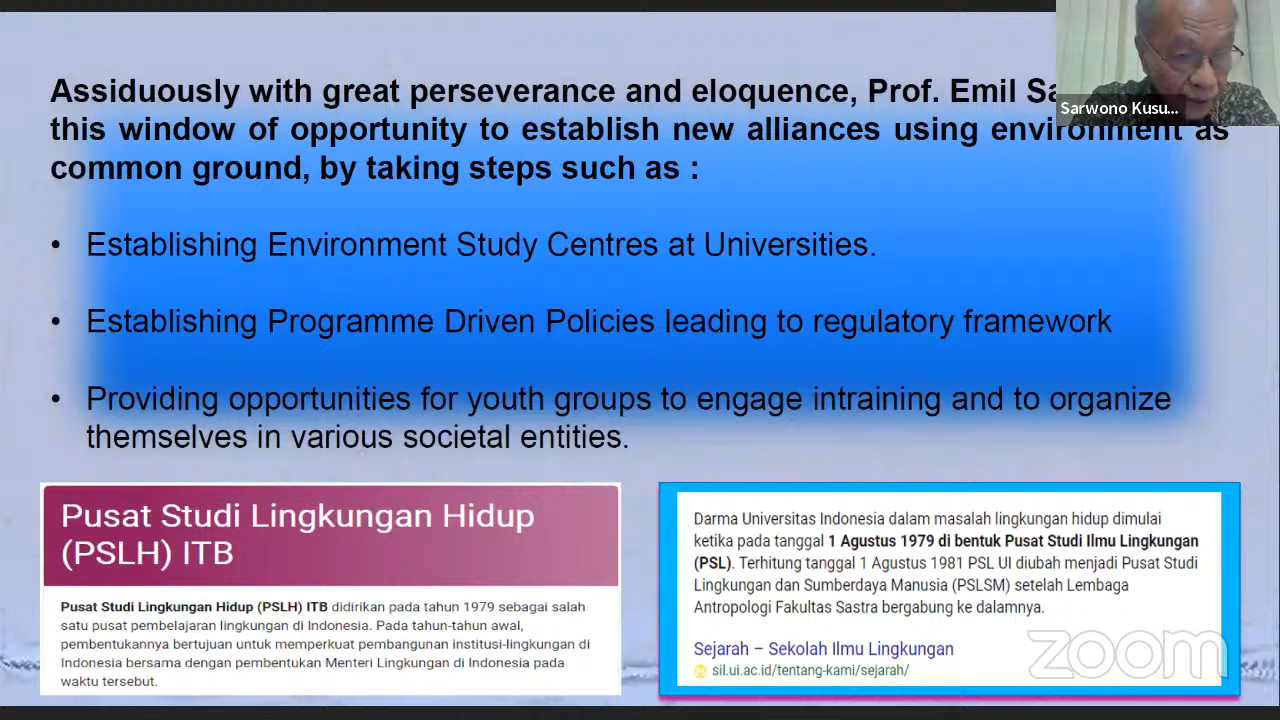 Assiduously with great perseverance and eloquence, Prof. Emil
this window of opportunity to establish new alliances using environment as
common ground, by taking steps such as :
• Establishing Environment Study Centres at Universities.
• Establishing Programme Driven Policies leading to regulatory framework
• Providing opportunities for youth groups to engage intraining and to organize
themselves in various societal entities.
Sarwono Kusu...
Pusat Studi Lingkungan Hidup
(PSLH) ITB
Pusat Studi Lingkungan Hidup (PSLH) ITB didirikan pada tahun 1979 sebagai salah
satu pusat pembelajaran lingkungan di Indonesia. Pada tahun-tahun awal,
pembentukannya bertujuan untuk memperkuat pembangunan institusi-lingkungan di
Indonesia bersama dengan pembentukan Menteri Lingkungan di Indonesia pada
waktu tersebut.
Darma Universitas Indonesia dalam masalah lingkungan hidup dimulai
ketika pada tanggal 1 Agustus 1979 di bentuk Pusat Studi Ilmu Lingkungan
(PSL). Terhitung tanggal 1 Agustus 1981 PSL UI diubah menjadi Pusat Studi
Lingkungan dan Sumberdaya Manusia (PSLSM) setelah Lembaga
Antropologi Fakultas Sastra bergabung ke dalamnya.
Sejarah – Sekolah Ilmu Lingkungan
sil.ui.ac.id/tentang-kami/sejarah/
zoom